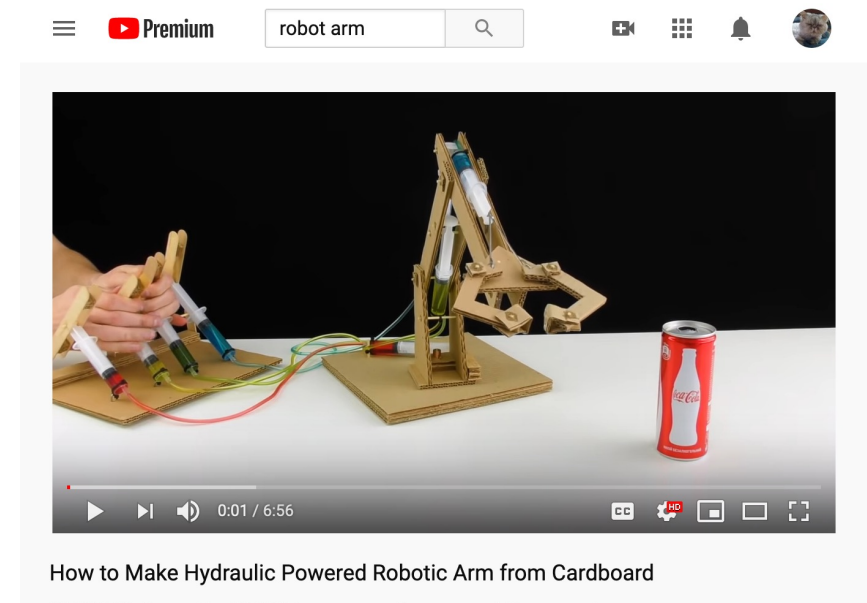 Premium
robot arm
Coca-Cola
0:01 / 6:56
CC
HD
How to Make Hydraulic Powered Robotic Arm from Cardboard